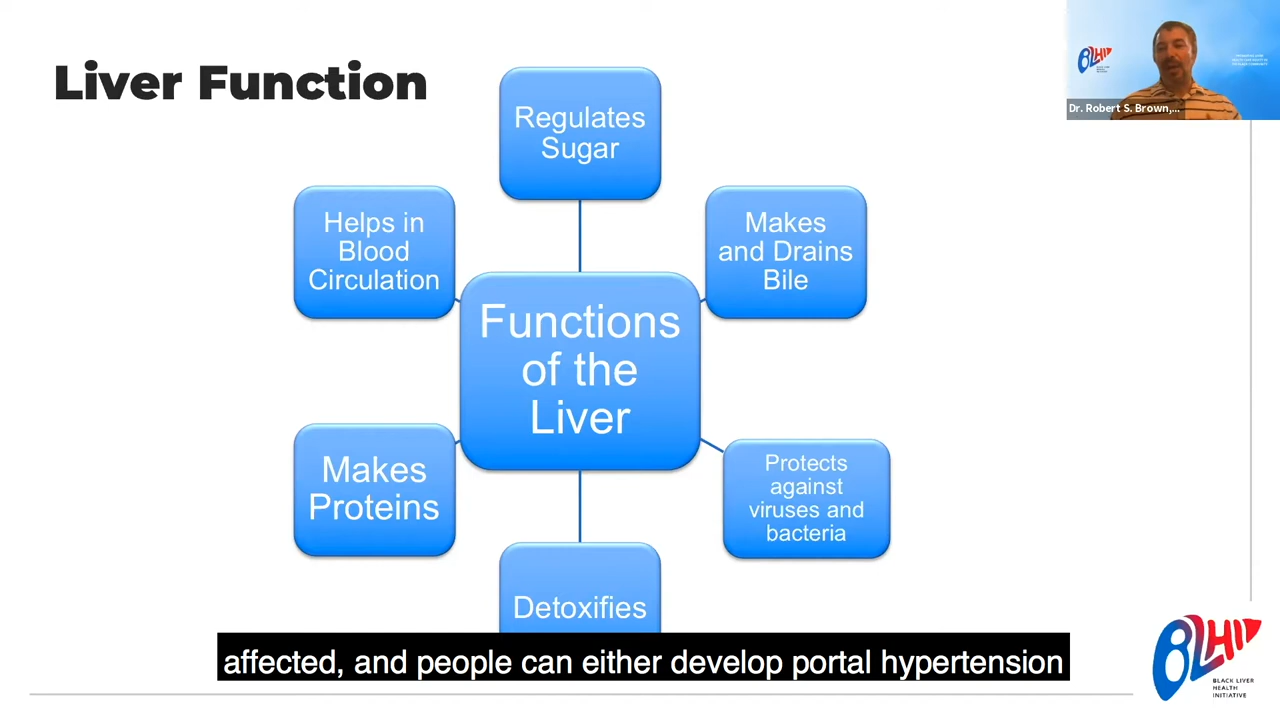 Liver Function
Regulates
Sugar
Helps in
Blood
Circulation
Makes
and Drains
Bile
Functions
of the
Liver
Makes
Proteins
Protects
against
viruses and
bacteria
Detoxifies
affected, and people can either develop portal hypertension
Dr. Robert S. Brown,...
BLHI
BLACK LIVER
HEALTH
INITIATIVE